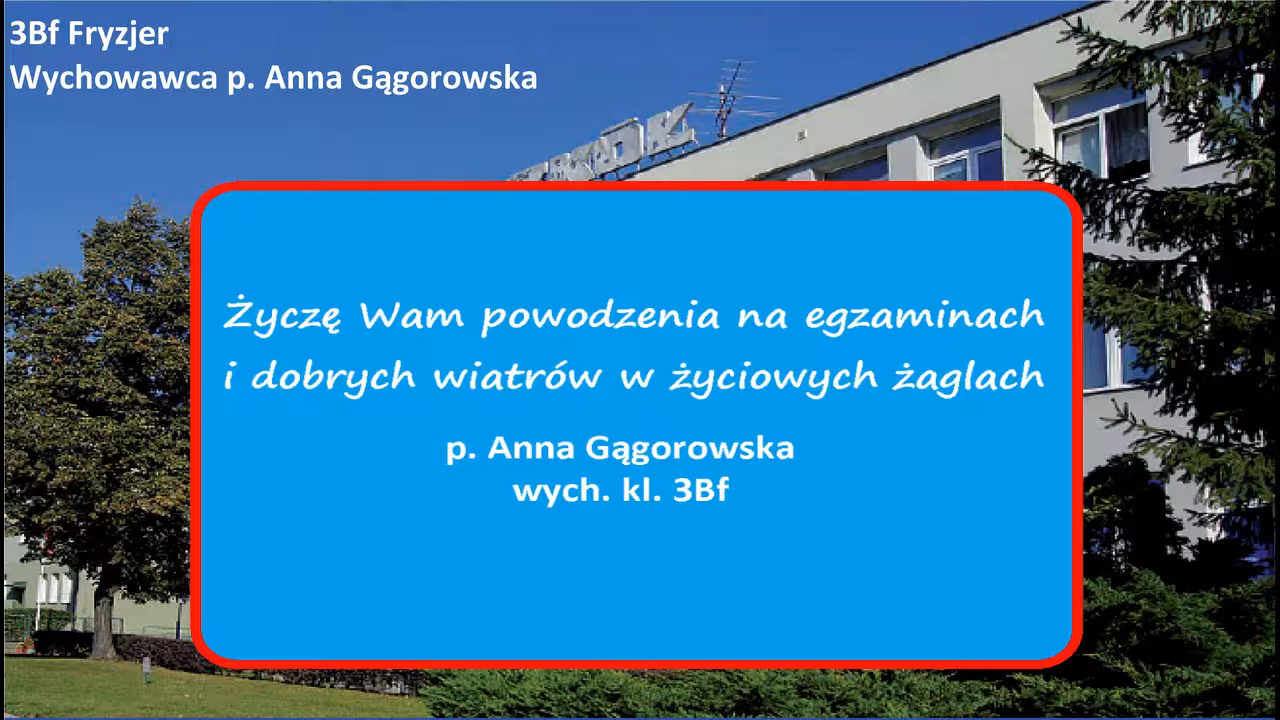 3Bf Fryzjer
Wychowawca p. Anna Gągorowska
Życzę Wam powodzenia na egzaminach
i dobrych wiatrów w życiowych żaglach
p. Anna Gągorowska
wych. kl. 3Bf